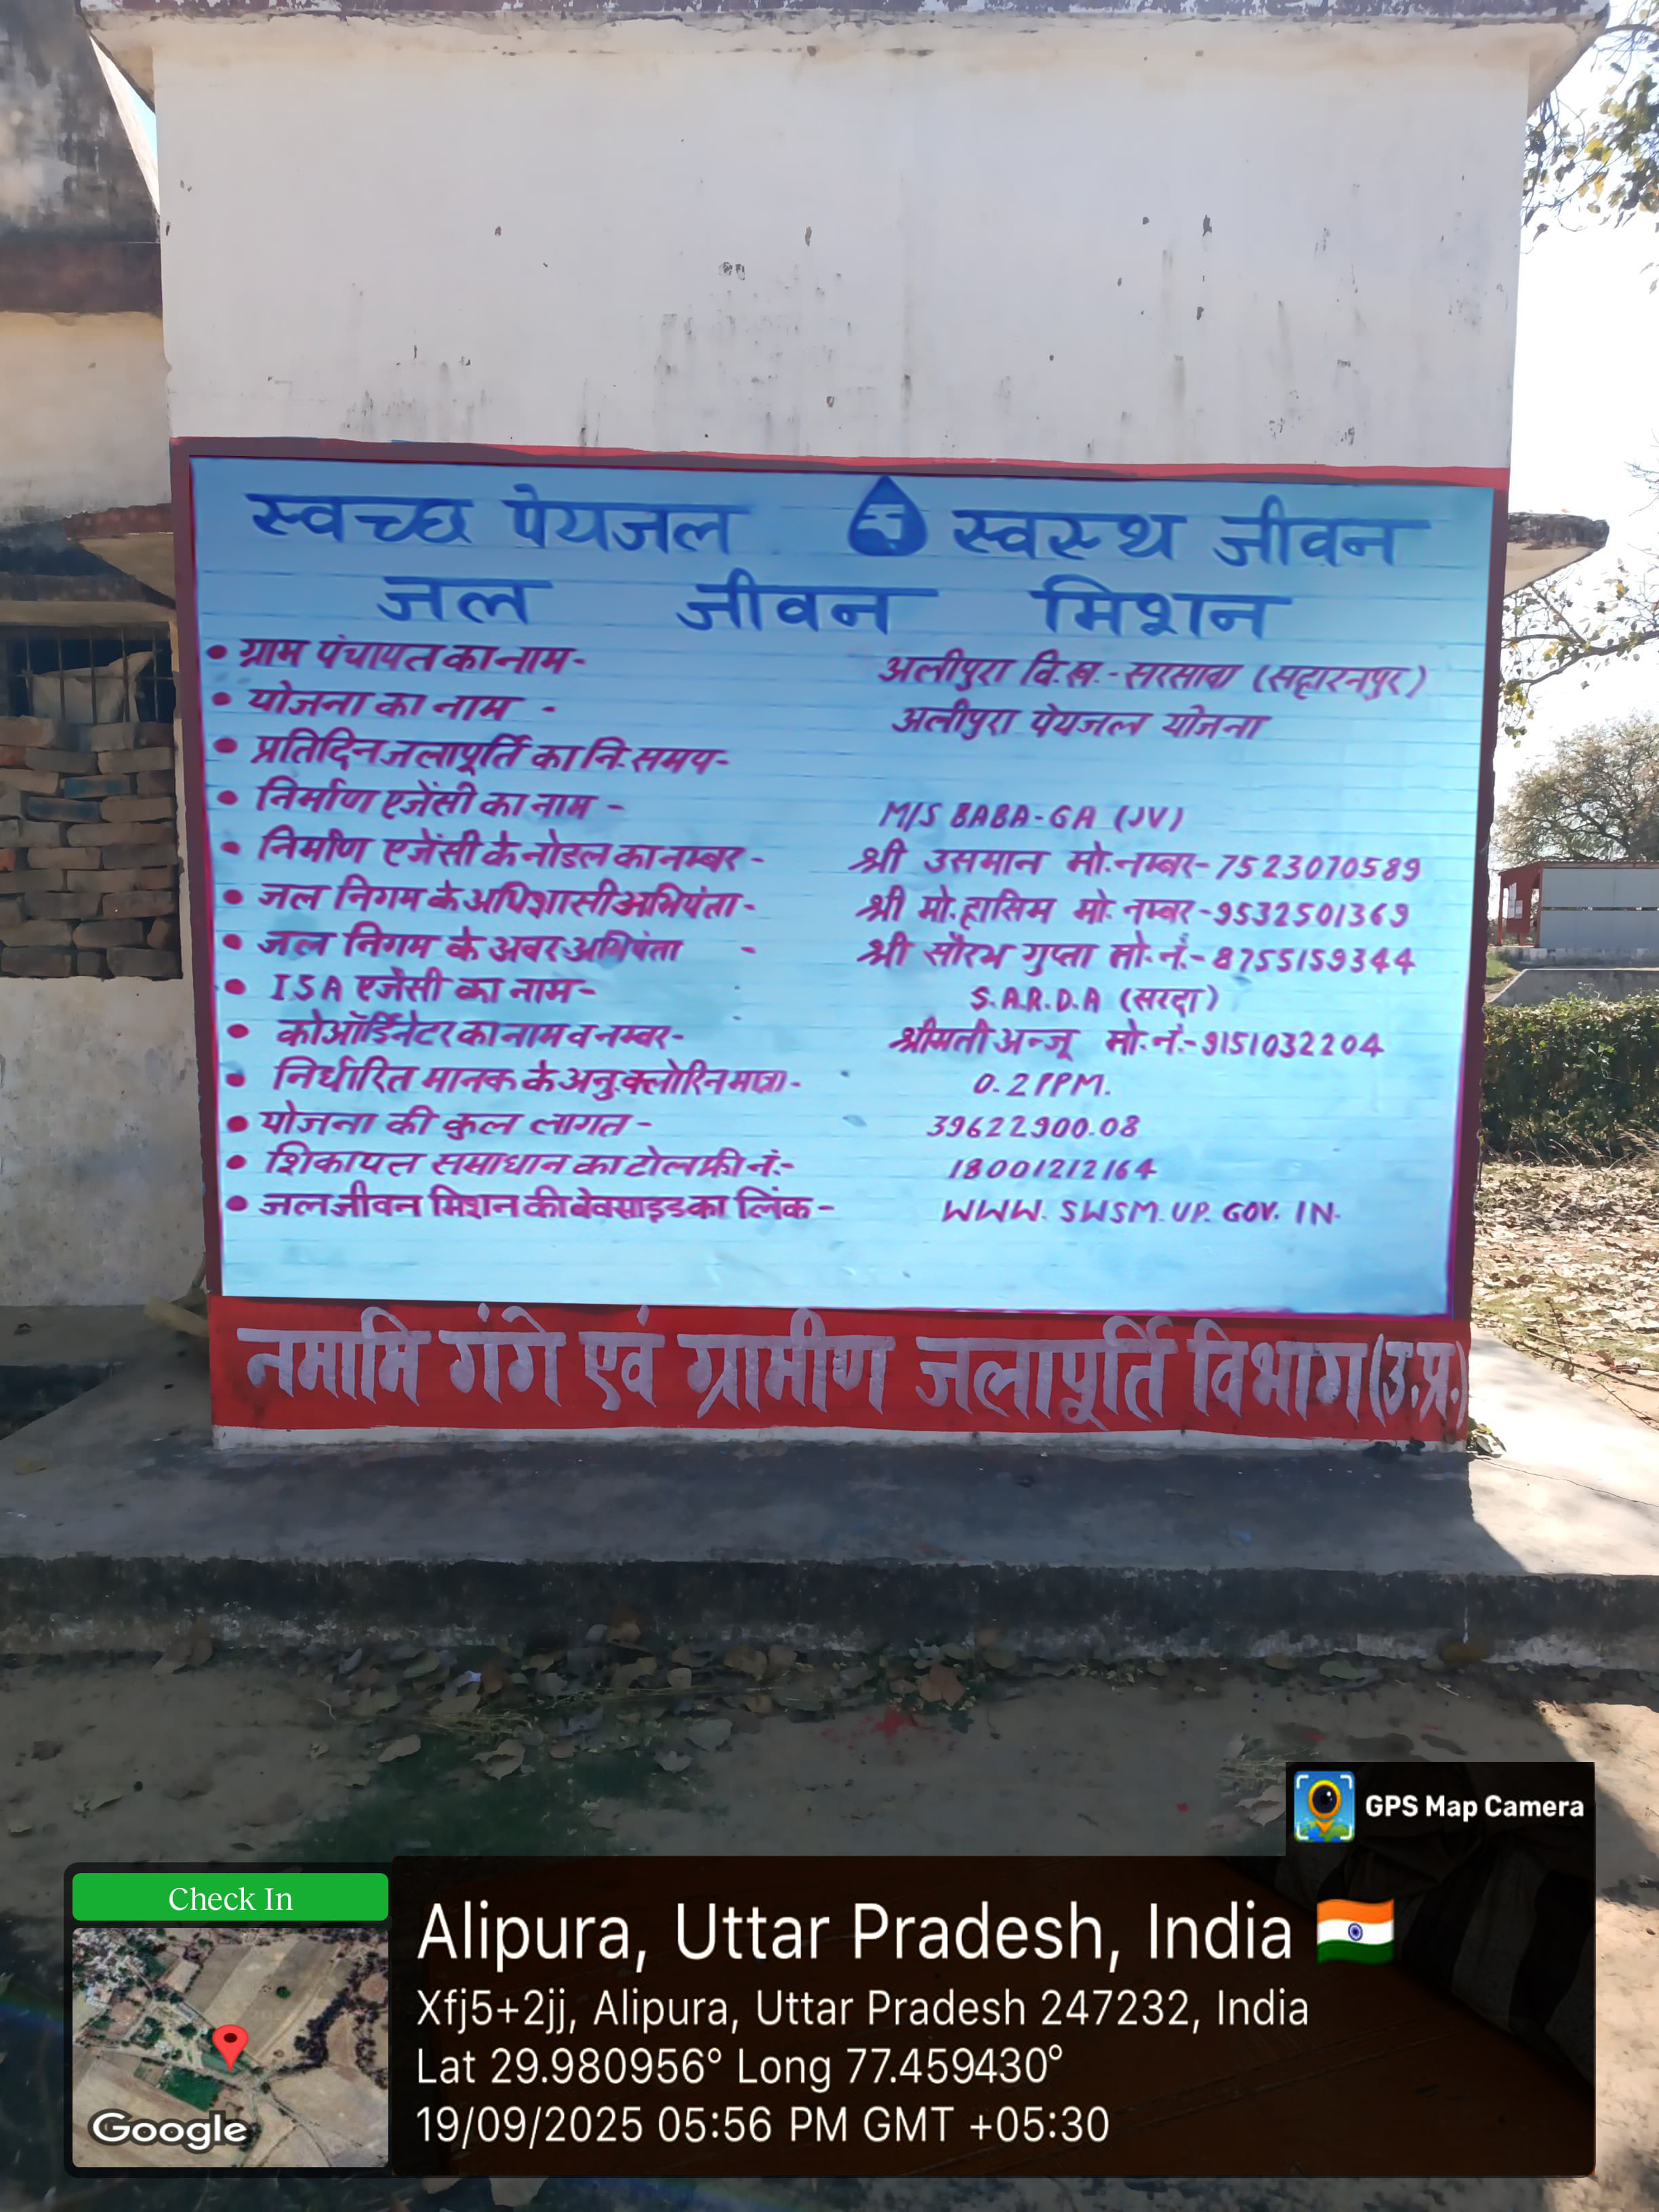 स्वच्छ पेयजल स्वस्थ जीवन
जल जीवन मिशन
• ग्राम पंचायत का नाम- अलीपुरा वि.ख.-सरसावा (सहारनपुर)
• योजना का नाम - अलीपुरा पेयजल योजना
• प्रतिदिन जलापूर्ति का नि.समय-
• निर्माण एजेंसी का नाम - M/S BABA-GA (JV)
• निर्माण एजेंसी के नोडल का नम्बर - श्री उसमान मो.नम्बर-7523070589
• जल निगम के अधिशासी अभियंता- श्री मो.हासिम मो. नम्बर-9532501369
• जल निगम के अवर अभियंता - श्री सौरभ गुप्ता मो.नं.-8755159344
• ISA एजेंसी का नाम- S.A.R.D.A (सरदा)
• कोऑर्डिनेटर का नाम व नम्बर- श्रीमती अन्जू मो.नं.-9151032204
• निर्धारित मानक के अनु.क्लोरिन मात्रा- 0.2PPM.
• योजना की कुल लागत- 39622900.08
• शिकायत समाधान का टोलफ्री नं.- 18001212164
• जल जीवन मिशन की वेवसाइड का लिंक- WWW. SWSM. UP. GOV. IN.
नमामि गंगे एवं ग्रामीण जलापूर्ति विभाग(उ.प्र.)
GPS Map Camera
Check In
Google
Alipura, Uttar Pradesh, India
Xfj5+2jj, Alipura, Uttar Pradesh 247232, India
Lat 29.980956° Long 77.459430°
19/09/2025 05:56 PM GMT +05:30